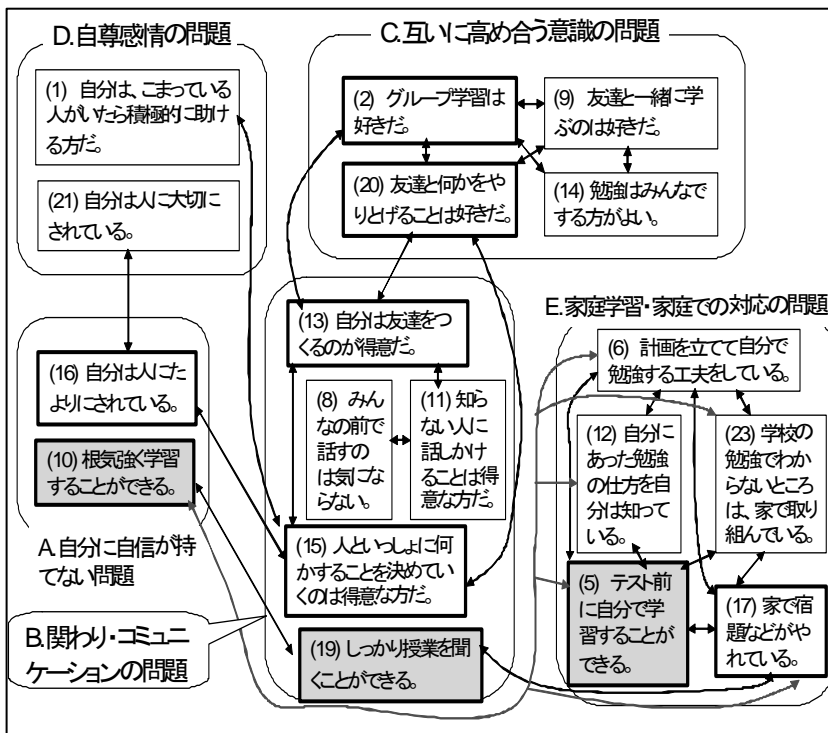 D.自尊感情の問題
(1) 自分は、こまっている
人がいたら積極的に助け
る方だ。
(21) 自分は人に大切に
されている。
C.互いに高め合う意識の問題
(2) グループ学習は
好きだ。
(9) 友達と一緒に学
ぶのは好きだ。
(20) 友達と何かをや
りとげることは好きだ。
(14) 勉強はみんなで
する方がよい。
(16) 自分は人にた
よりにされている。
(10) 根気強く学習
することができる。
A.自分に自信が持
てない問題
B.関わり・コミュニ
ケーションの問題
(13) 自分は友達をつ
くるのが得意だ。
(8) みん
なの前で
話すの
は気にな
らない。
(11) 知ら
ない人に
話しかけ
ることは得
意な方だ。
(15) 人といっしょに何
かすることを決めてい
くのは得意な方だ。
(19) しっかり授業を聞
くことができる。
E.家庭学習・家庭での対応の問題
(6) 計画を立てて自分で
勉強する工夫をしている。
(12) 自分に
あった勉強
の仕方を自
分は知って
いる。
(23) 学校の
勉強でわか
らないところ
は、家で取り
組んでいる。
(5) テスト前
に自分で学
習することが
できる。
(17) 家で宿
題などがや
れている。